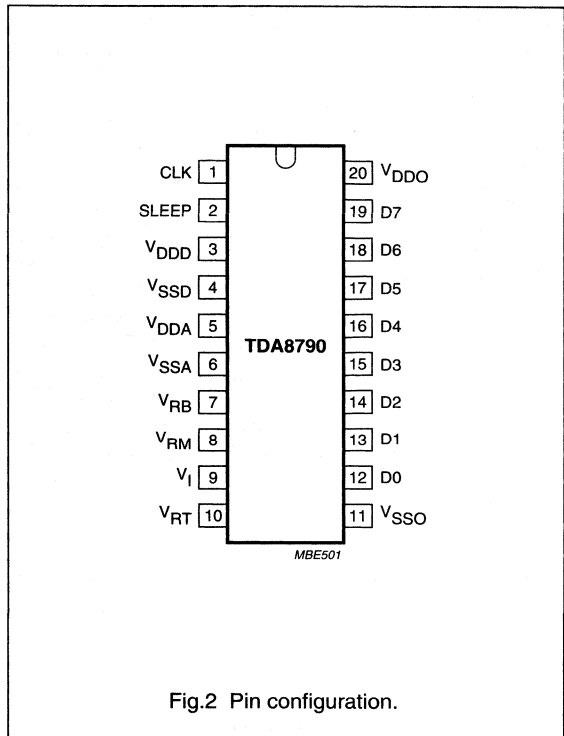 CLK 1
SLEEP 2
VDDD 3
VSSD 4
VDDA 5
VSSA 6
VRB 7
VRM 8
VI 9
VRT 10
TDA8790
20 VDDO
19 D7
18 D6
17 D5
16 D4
15 D3
14 D2
13 D1
12 D0
11 VSSO
MBE501
Fig.2 Pin configuration.